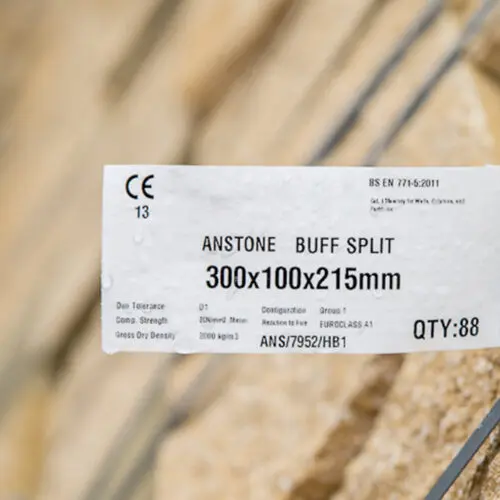 CE
BS EN 771-5:2011
13
ANSTONE BUFF SPLIT
300x100x215mm
Dim Tolerance D1 Configuration Group 1
Comp. Strength Reaction to Fire EUROCLASS A1
Gross Dry Density QTY:88
ANS/7952/HB1